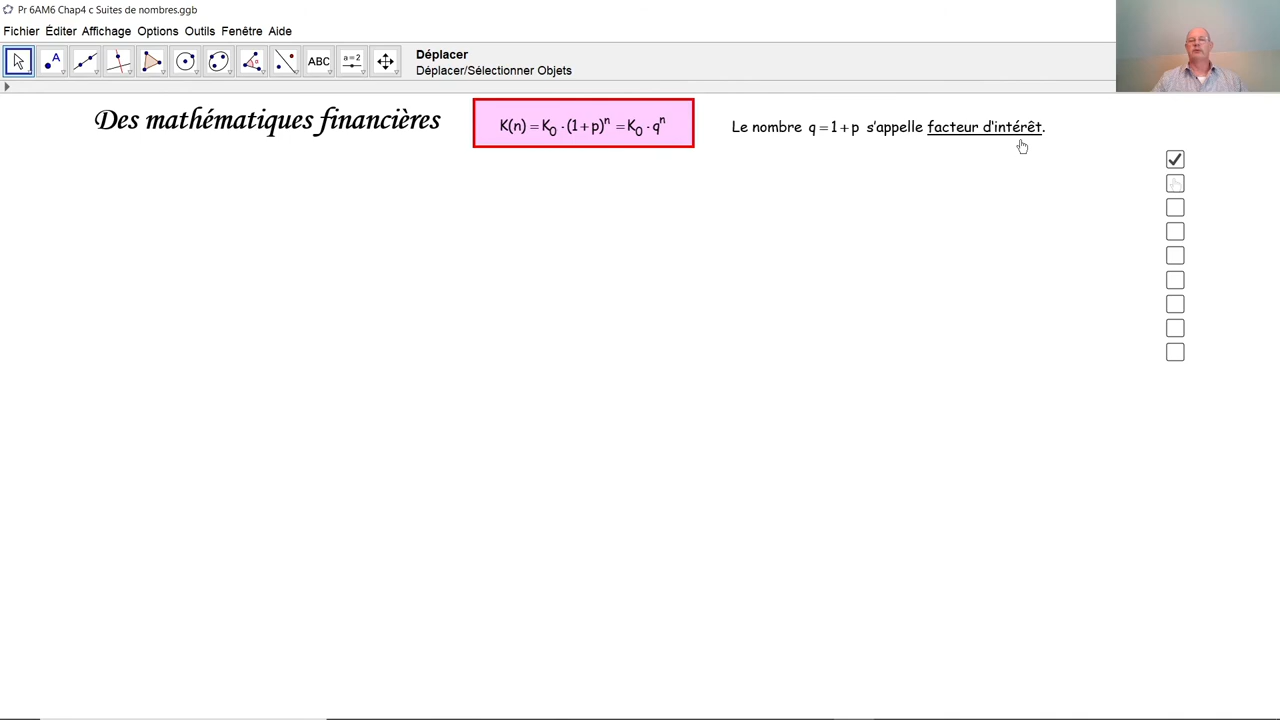 Pr 6AM6 Chap4 c Suites de nombres.ggb
Fichier Éditer Affichage Options Outils Fenêtre Aide
A
ABC
a=2
Déplacer
Déplacer/Sélectionner Objets
Des mathématiques financières
K(n) = K₀ · (1+p)ⁿ = K₀ · qⁿ
Le nombre q = 1 + p s'appelle facteur d'intérêt.